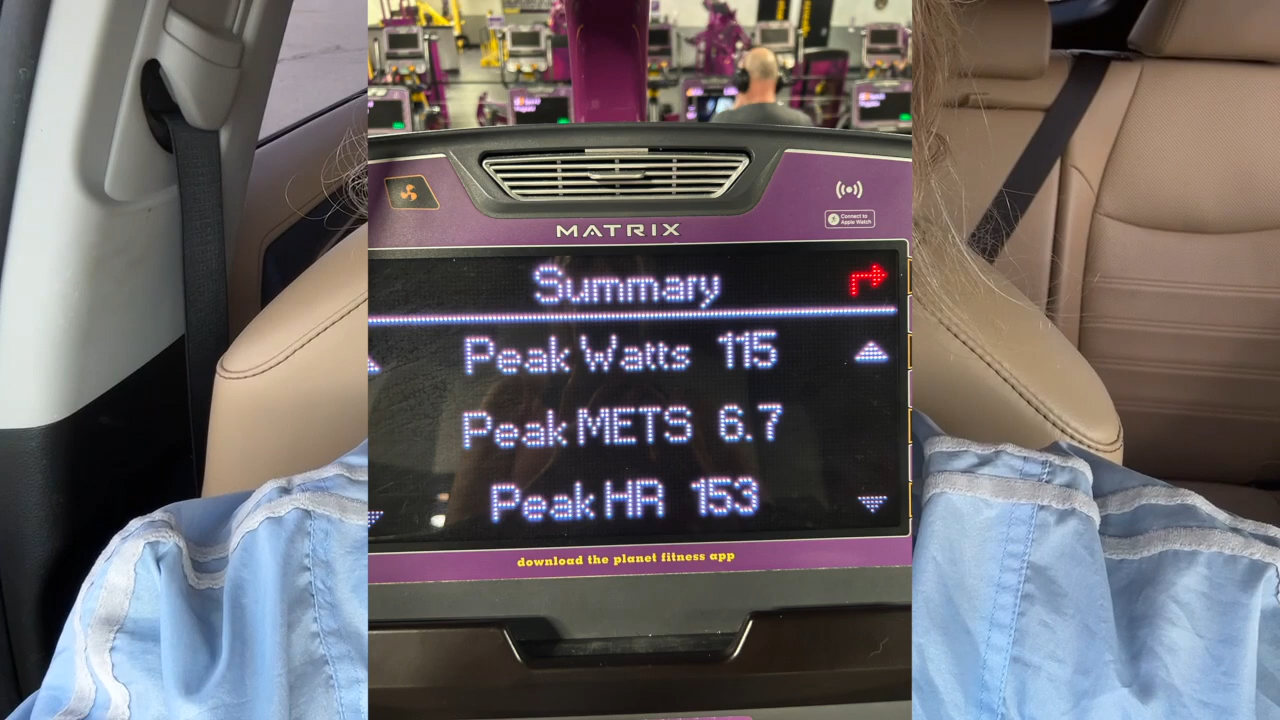 Connect to
Apple Watch
MATRIX
Summary
Peak Watts 115
Peak METS 6.7
Peak HR 153
download the planet fitness app